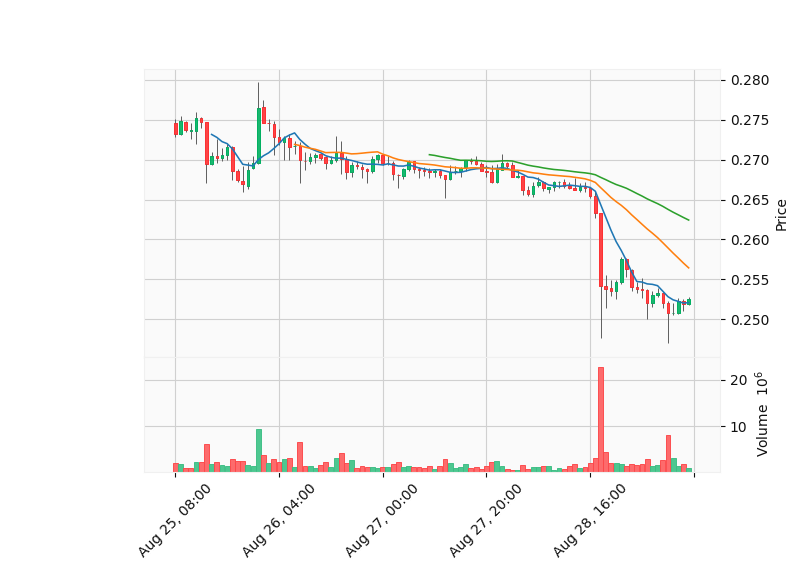 0.280
0.275
0.270
0.265
0.260
0.255
0.250
Price
20
10
Volume 10^6
Aug 25, 08:00
Aug 26, 04:00
Aug 27, 00:00
Aug 27, 20:00
Aug 28, 16:00